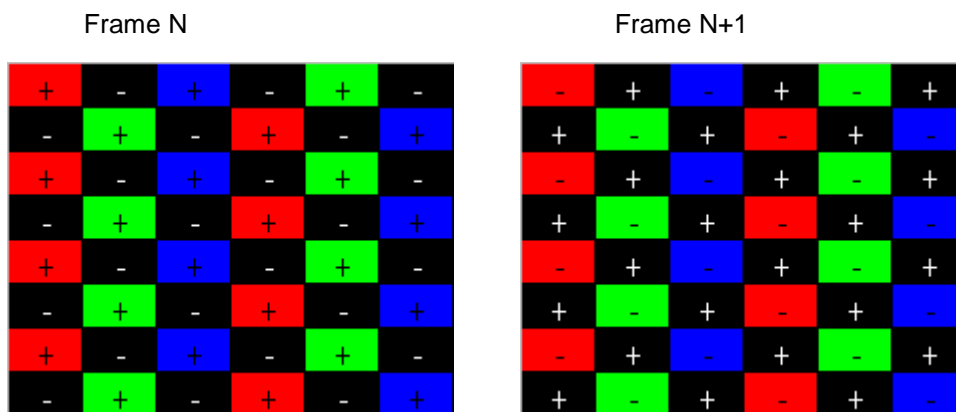 Frame N Frame N+1
+ - + - + - - + - + - +
- + - + - + + - + - + -
+ - + - + - - + - + - +
- + - + - + + - + - + -
+ - + - + - - + - + - +
- + - + - + + - + - + -
+ - + - + - - + - + - +
- + - + - + + - + - + -